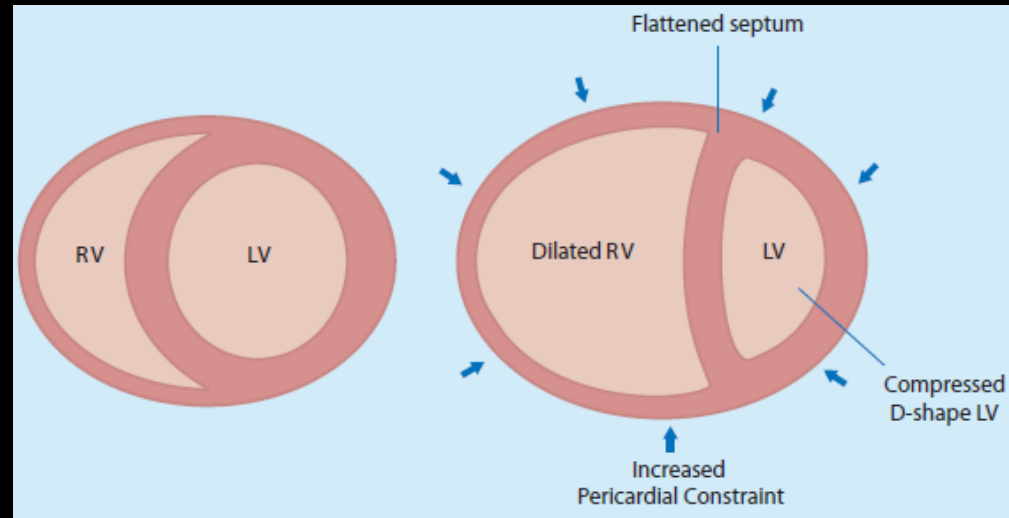 Flattened septum
RV
LV
Dilated RV
LV
Compressed
D-shape LV
Increased
Pericardial Constraint